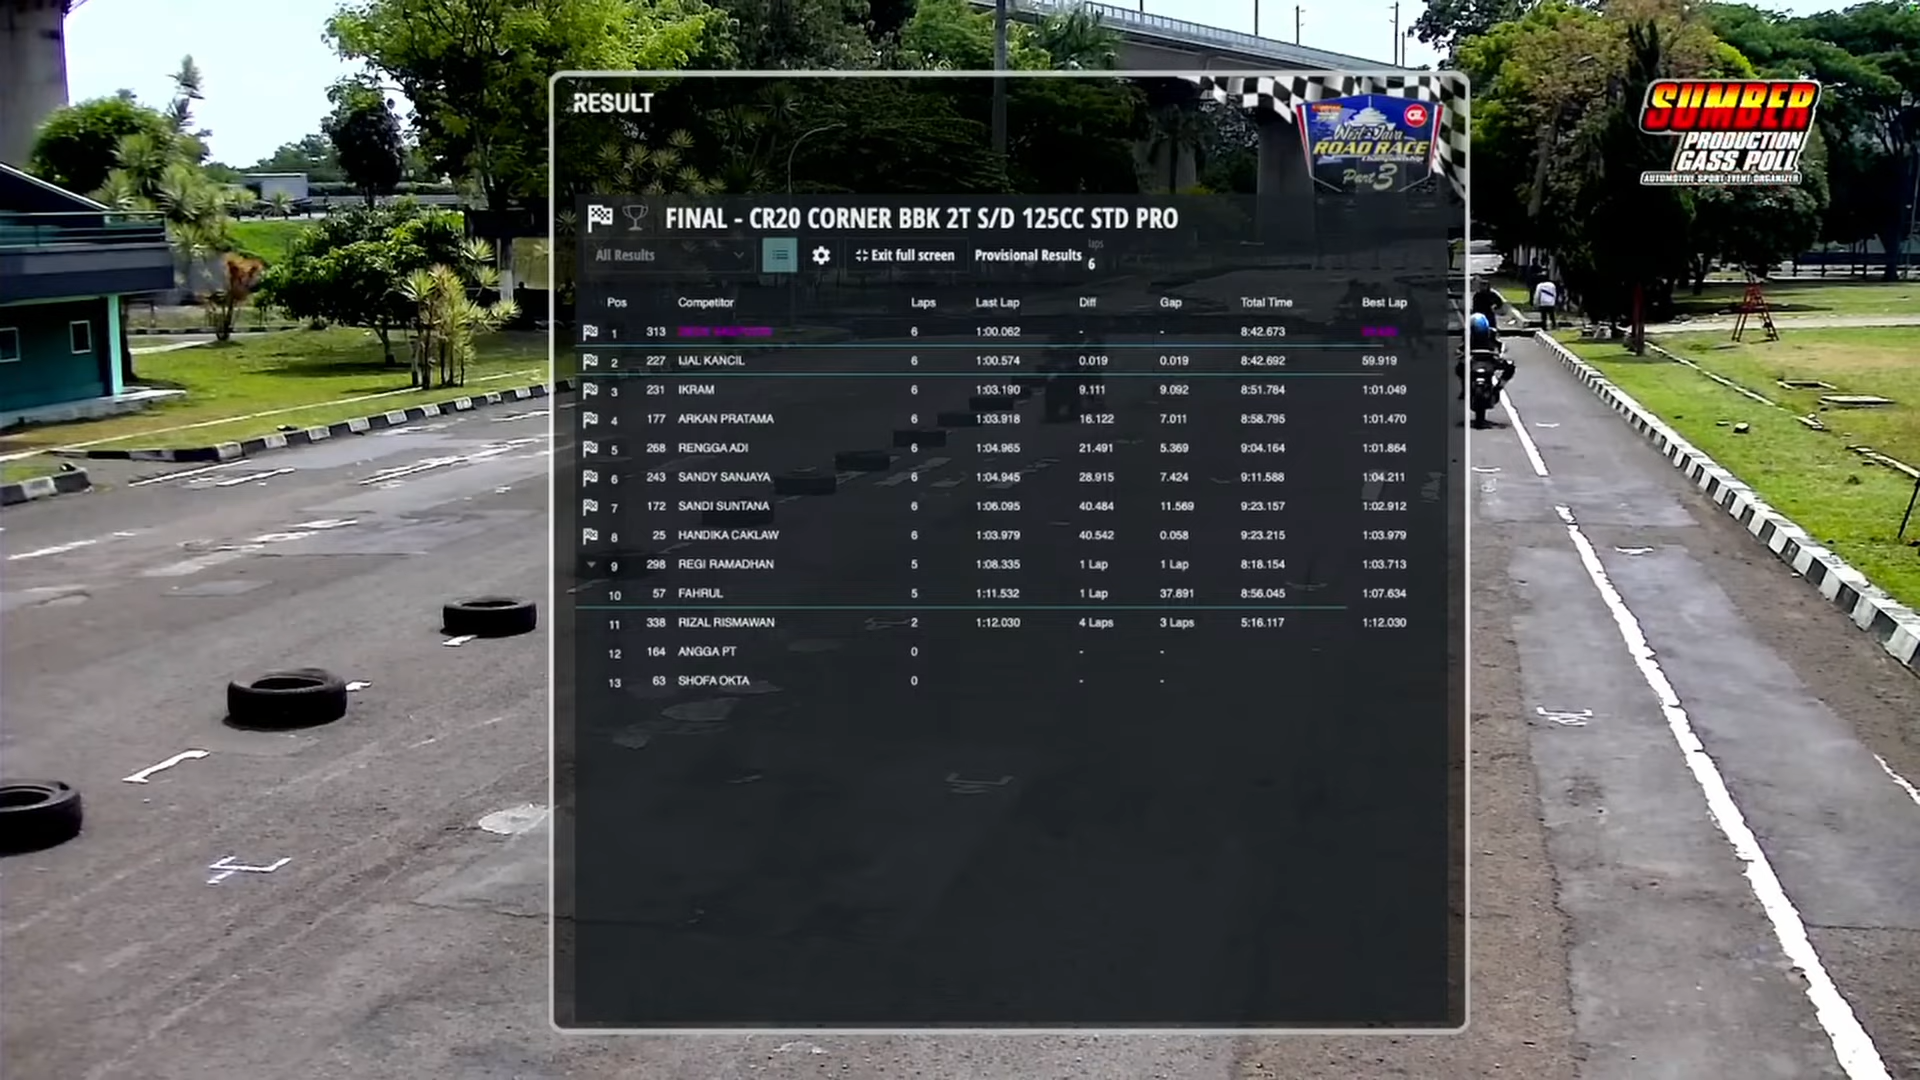 RESULT
West Java
ROAD RACE
Championship
Part 3
SUMBER
PRODUCTION
GASS POLL
AUTOMOTIVE SPORT EVENT ORGANIZER
FINAL - CR20 CORNER BBK 2T S/D 125CC STD PRO
All Results Exit full screen Provisional Results laps 6
Pos Competitor Laps Last Lap Diff Gap Total Time Best Lap
1 313 6 1:00.062 - - 8:42.673
2 227 IJAL KANCIL 6 1:00.574 0.019 0.019 8:42.692 59.919
3 231 IKRAM 6 1:03.190 9.111 9.092 8:51.784 1:01.049
4 177 ARKAN PRATAMA 6 1:03.918 16.122 7.011 8:58.795 1:01.470
5 268 RENGGA ADI 6 1:04.965 21.491 5.369 9:04.164 1:01.864
6 243 SANDY SANJAYA 6 1:04.945 28.915 7.424 9:11.588 1:04.211
7 172 SANDI SUNTANA 6 1:06.095 40.484 11.569 9:23.157 1:02.912
8 25 HANDIKA CAKLAW 6 1:03.979 40.542 0.058 9:23.215 1:03.979
9 298 REGI RAMADHAN 5 1:08.335 1 Lap 1 Lap 8:18.154 1:03.713
10 57 FAHRUL 5 1:11.532 1 Lap 37.891 8:56.045 1:07.634
11 338 RIZAL RISMAWAN 2 1:12.030 4 Laps 3 Laps 5:16.117 1:12.030
12 164 ANGGA PT 0 - -
13 63 SHOFA OKTA 0 - -